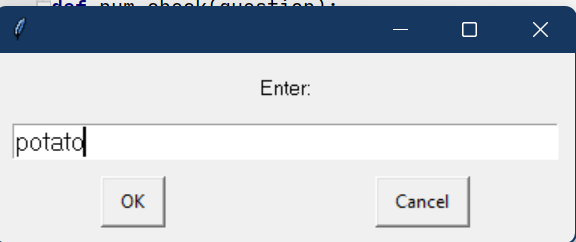 def num_check(question):
Enter:
potato
OK
Cancel